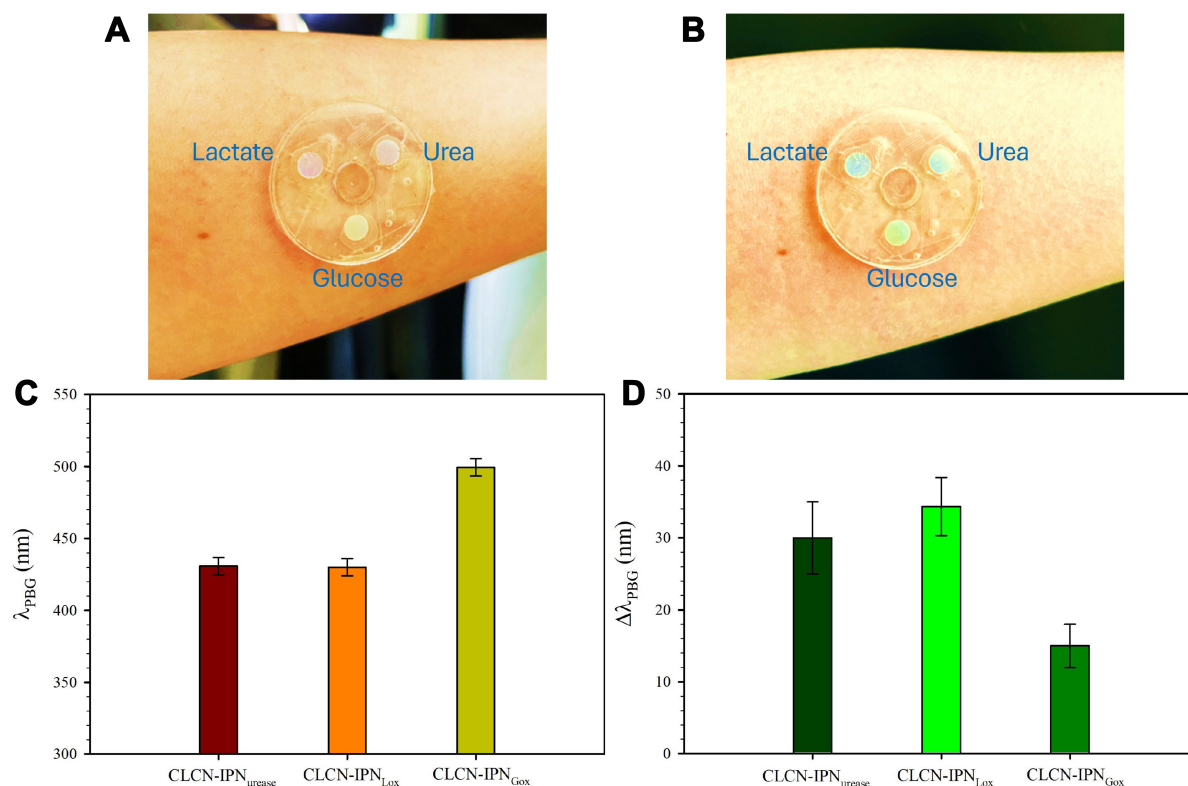 A
B
Lactate
Urea
Glucose
Lactate
Urea
Glucose
C
550
500
450
400
350
300
λPBG (nm)
CLCN-IPNurease
CLCN-IPNLox
CLCN-IPNGox
D
50
40
30
20
10
0
ΔλPBG (nm)
CLCN-IPNurease
CLCN-IPNLox
CLCN-IPNGox